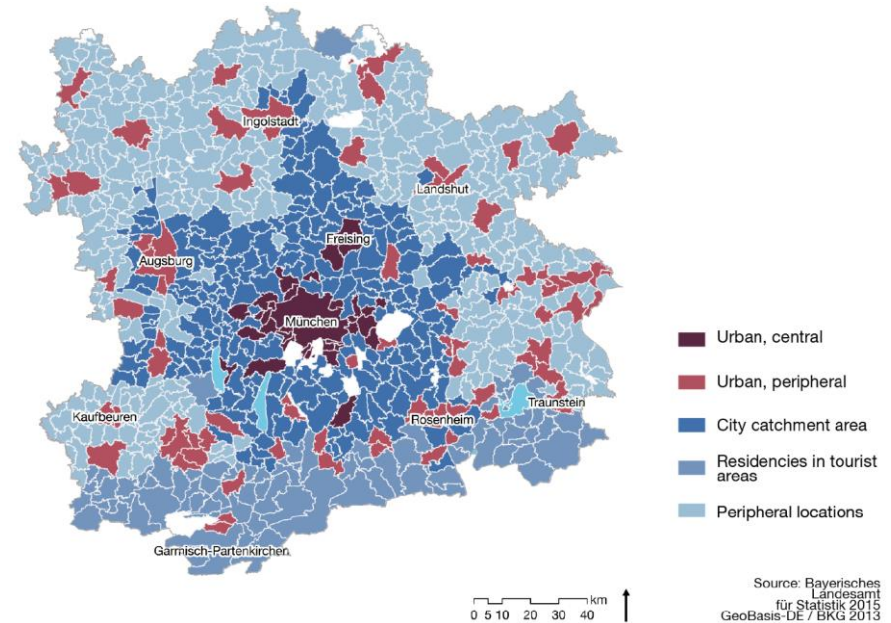 Ingolstadt
Landshut
Freising
Augsburg
München
Kaufbeuren
Rosenheim
Traunstein
Garmisch-Partenkirchen
Urban, central
Urban, peripheral
City catchment area
Residencies in tourist
areas
Peripheral locations
km
0 5 10 20 30 40
Source: Bayerisches
Landesamt
für Statistik 2015
GeoBasis-DE / BKG 2013